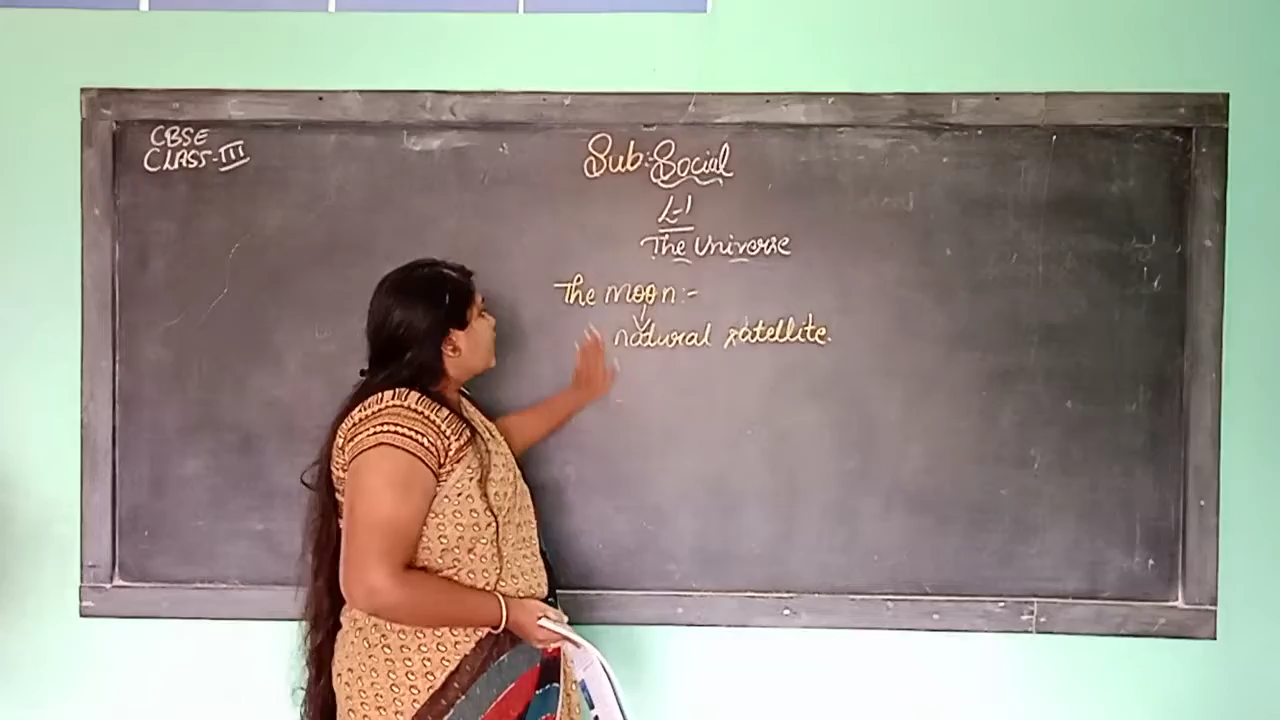 CBSE
CLASS-III
Sub:-Social
L-1
The Universe
The moon:-
natural satellite.